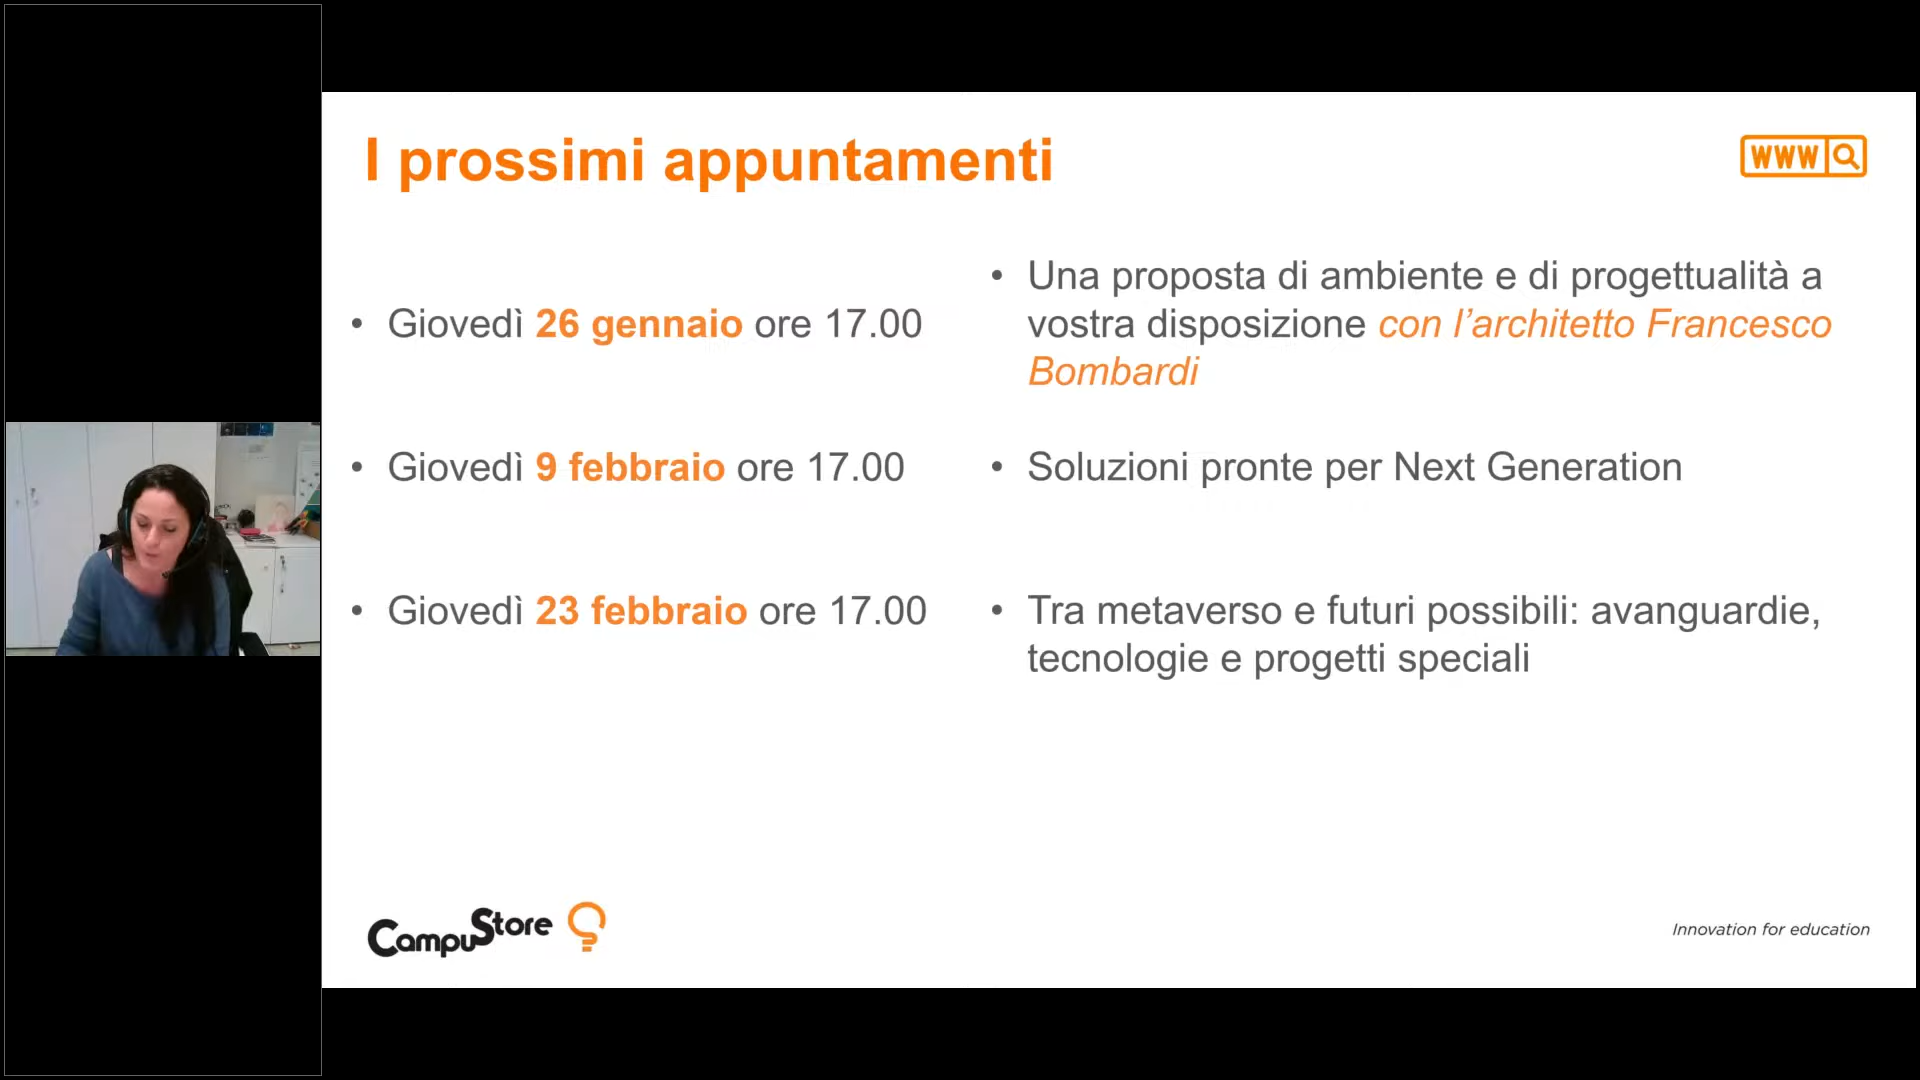 I prossimi appuntamenti
WWW
• Giovedì 26 gennaio ore 17.00
• Una proposta di ambiente e di progettualità a
vostra disposizione con l’architetto Francesco
Bombardi
• Giovedì 9 febbraio ore 17.00
• Soluzioni pronte per Next Generation
• Giovedì 23 febbraio ore 17.00
• Tra metaverso e futuri possibili: avanguardie,
tecnologie e progetti speciali
CampuStore
Innovation for education